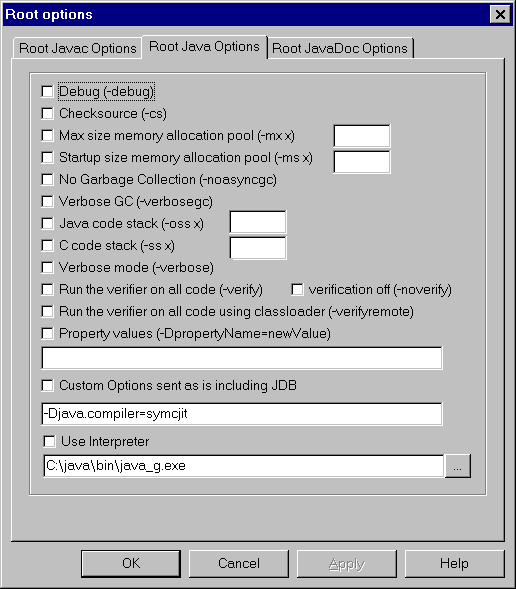 Root options
Root Javac Options Root Java Options Root JavaDoc Options
Debug (-debug)
Checksource (-cs)
Max size memory allocation pool (-mx x)
Startup size memory allocation pool (-ms x)
No Garbage Collection (-noasyncgc)
Verbose GC (-verbosegc)
Java code stack (-oss x)
C code stack (-ss x)
Verbose mode (-verbose)
Run the verifier on all code (-verify) verification off (-noverify)
Run the verifier on all code using classloader (-verifyremote)
Property values (-DpropertyName=newValue)
Custom Options sent as is including JDB
-Djava.compiler=symcjit
Use Interpreter
C:\java\bin\java_g.exe ...
OK Cancel Apply Help